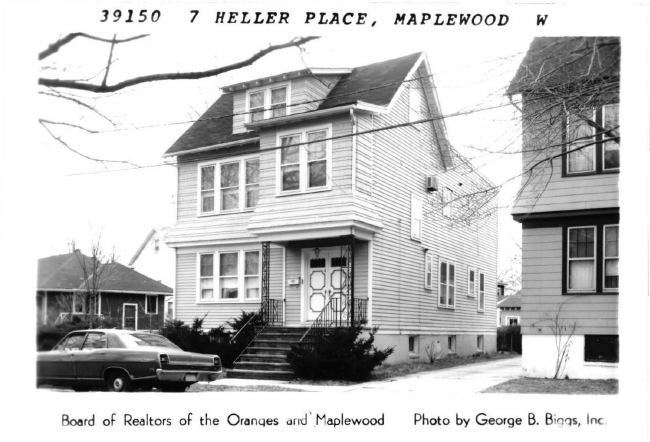 39150 7 HELLER PLACE, MAPLEWOOD W
Board of Realtors of the Oranges and Maplewood Photo by George B. Biggs, Inc.